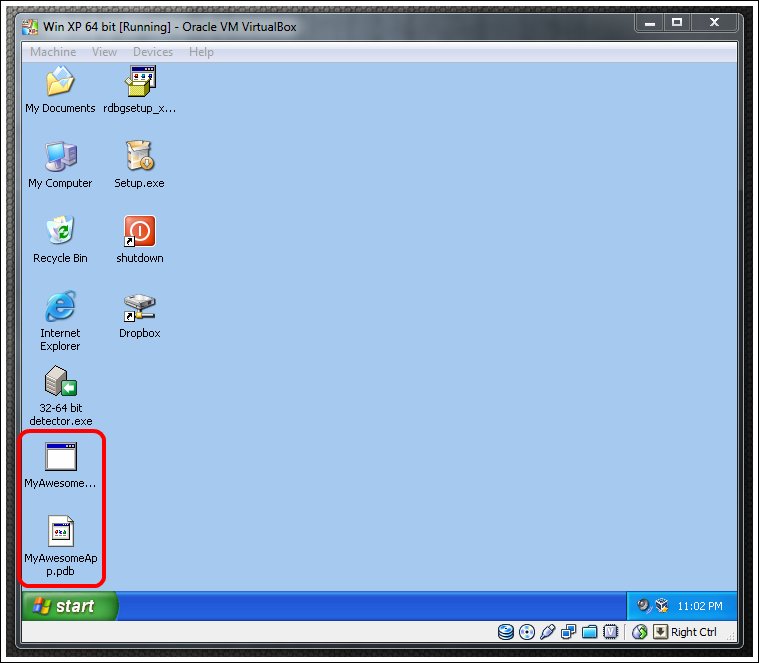 Win XP 64 bit [Running] - Oracle VM VirtualBox
Machine View Devices Help
My Documents
rdbgsetup_x...
My Computer
Setup.exe
Recycle Bin
shutdown
Internet
Explorer
Dropbox
32-64 bit
detector.exe
MyAwesome...
MyAwesomeAp
p.pdb
start
11:02 PM
Right Ctrl